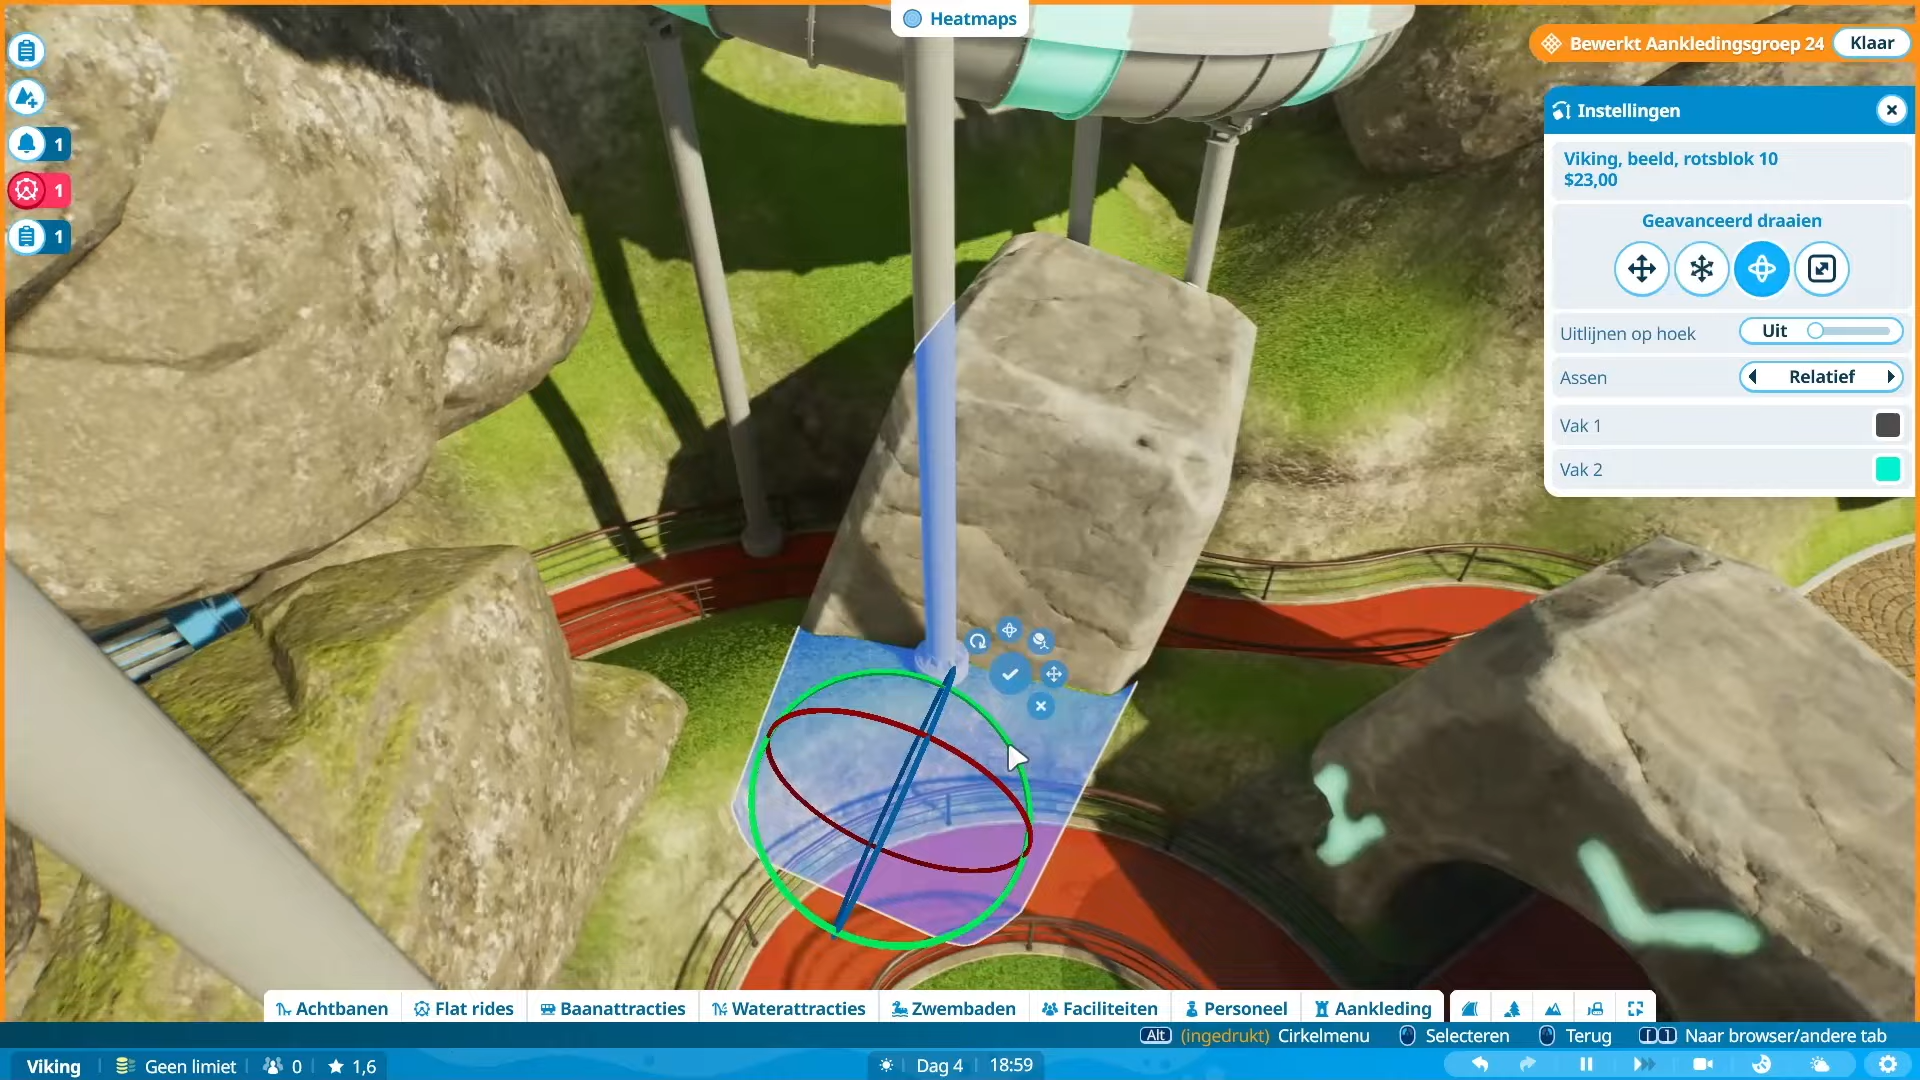 Heatmaps
Bewerkt Aankledingsgroep 24 Klaar
Instellingen
Viking, beeld, rotsblok 10
$23,00
Geavanceerd draaien
Uitlijnen op hoek Uit
Assen Relatief
Vak 1
Vak 2
1
1
1
Achtbanen Flat rides Baanattracties Waterattracties Zwembaden Faciliteiten Personeel Aankleding
Alt (ingedrukt) Cirkelmenu Selecteren Terug [ ] Naar browser/andere tab
Viking Geen limiet 0 1,6 Dag 4 18:59